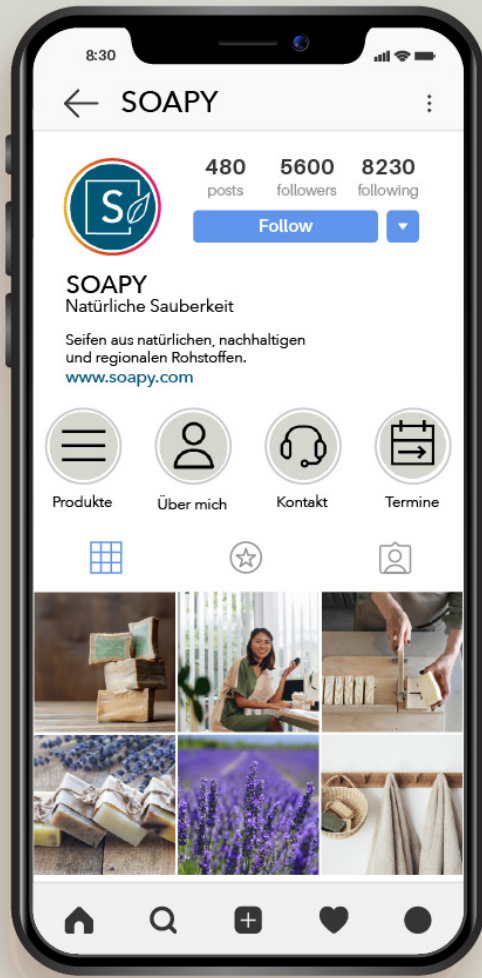 8:30
SOAPY
480 5600 8230
posts followers following
S
Follow
SOAPY
Natürliche Sauberkeit
Seifen aus natürlichen, nachhaltigen
und regionalen Rohstoffen.
www.soapy.com
Produkte Über mich Kontakt Termine